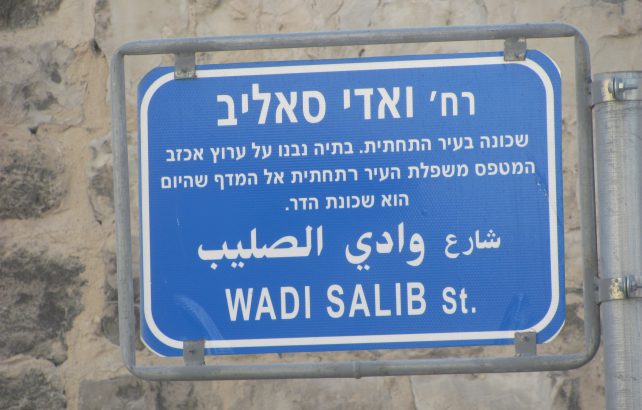 רח׳ ואדי סאליב
שכונה בעיר התחתית. בתיה נבנו על ערוץ אכזב
המטפס משפלת העיר רתחתית אל המדף שהיום
הוא שכונת הדר.
شارع وادي الصليب
WADI SALIB St.